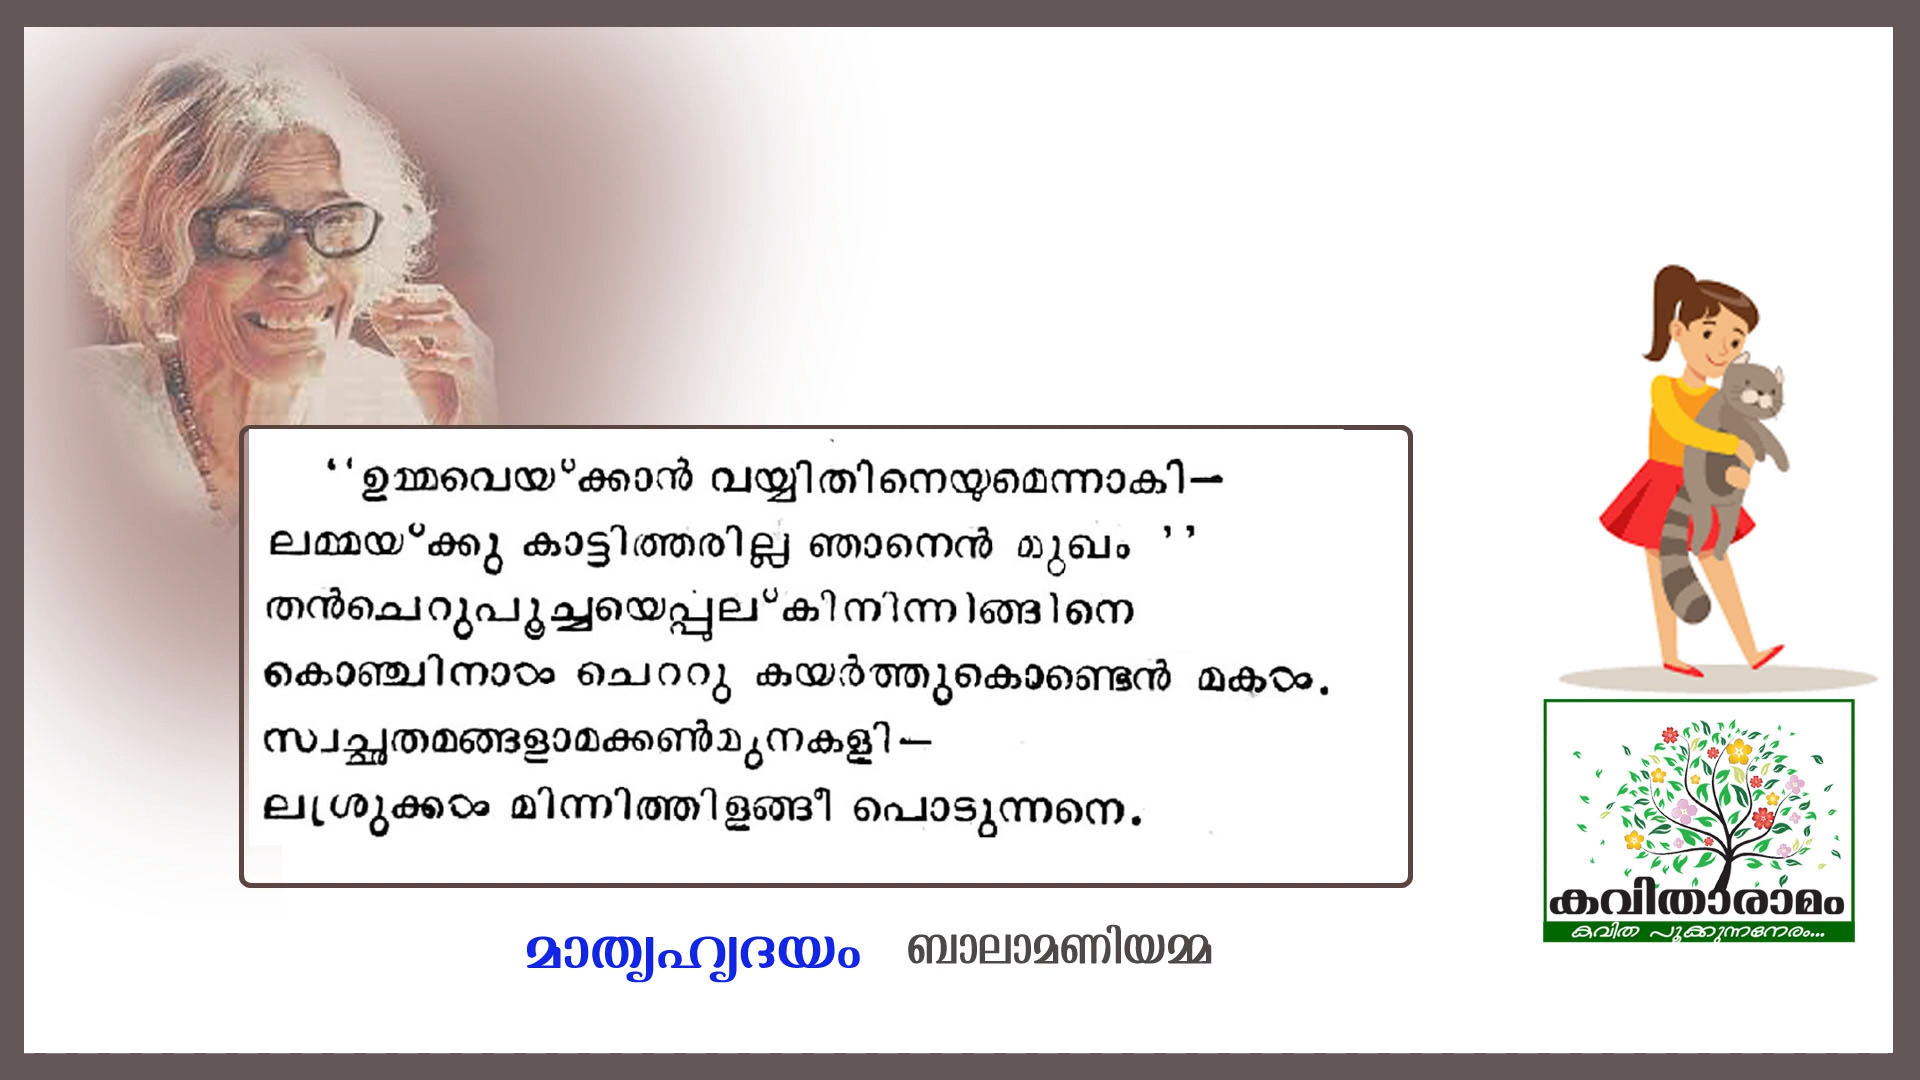 ‘‘ഉമ്മവെയ്ക്കാൻ വയ്യിതിനെയുമെന്നാകി—
ലമ്മയ്ക്കു കാട്ടിത്തരില്ല ഞാനെൻ മുഖം ’’
തൻചെറുപൂച്ചയെപ്പുല്കിനിന്നിങ്ങിനെ
കൊഞ്ചിനാൾ ചെററു കയർത്തുകൊണ്ടെൻ മകൾ.
സ്വച്ഛതമങ്ങളാമക്കൺമുനകളി—
ലശ്രുക്കൾ മിന്നിത്തിളങ്ങീ പൊടുന്നനെ.
മാതൃഹൃദയം ബാലാമണിയമ്മ
കവിതാരാമം
കവിത പൂക്കുന്നനേരം...